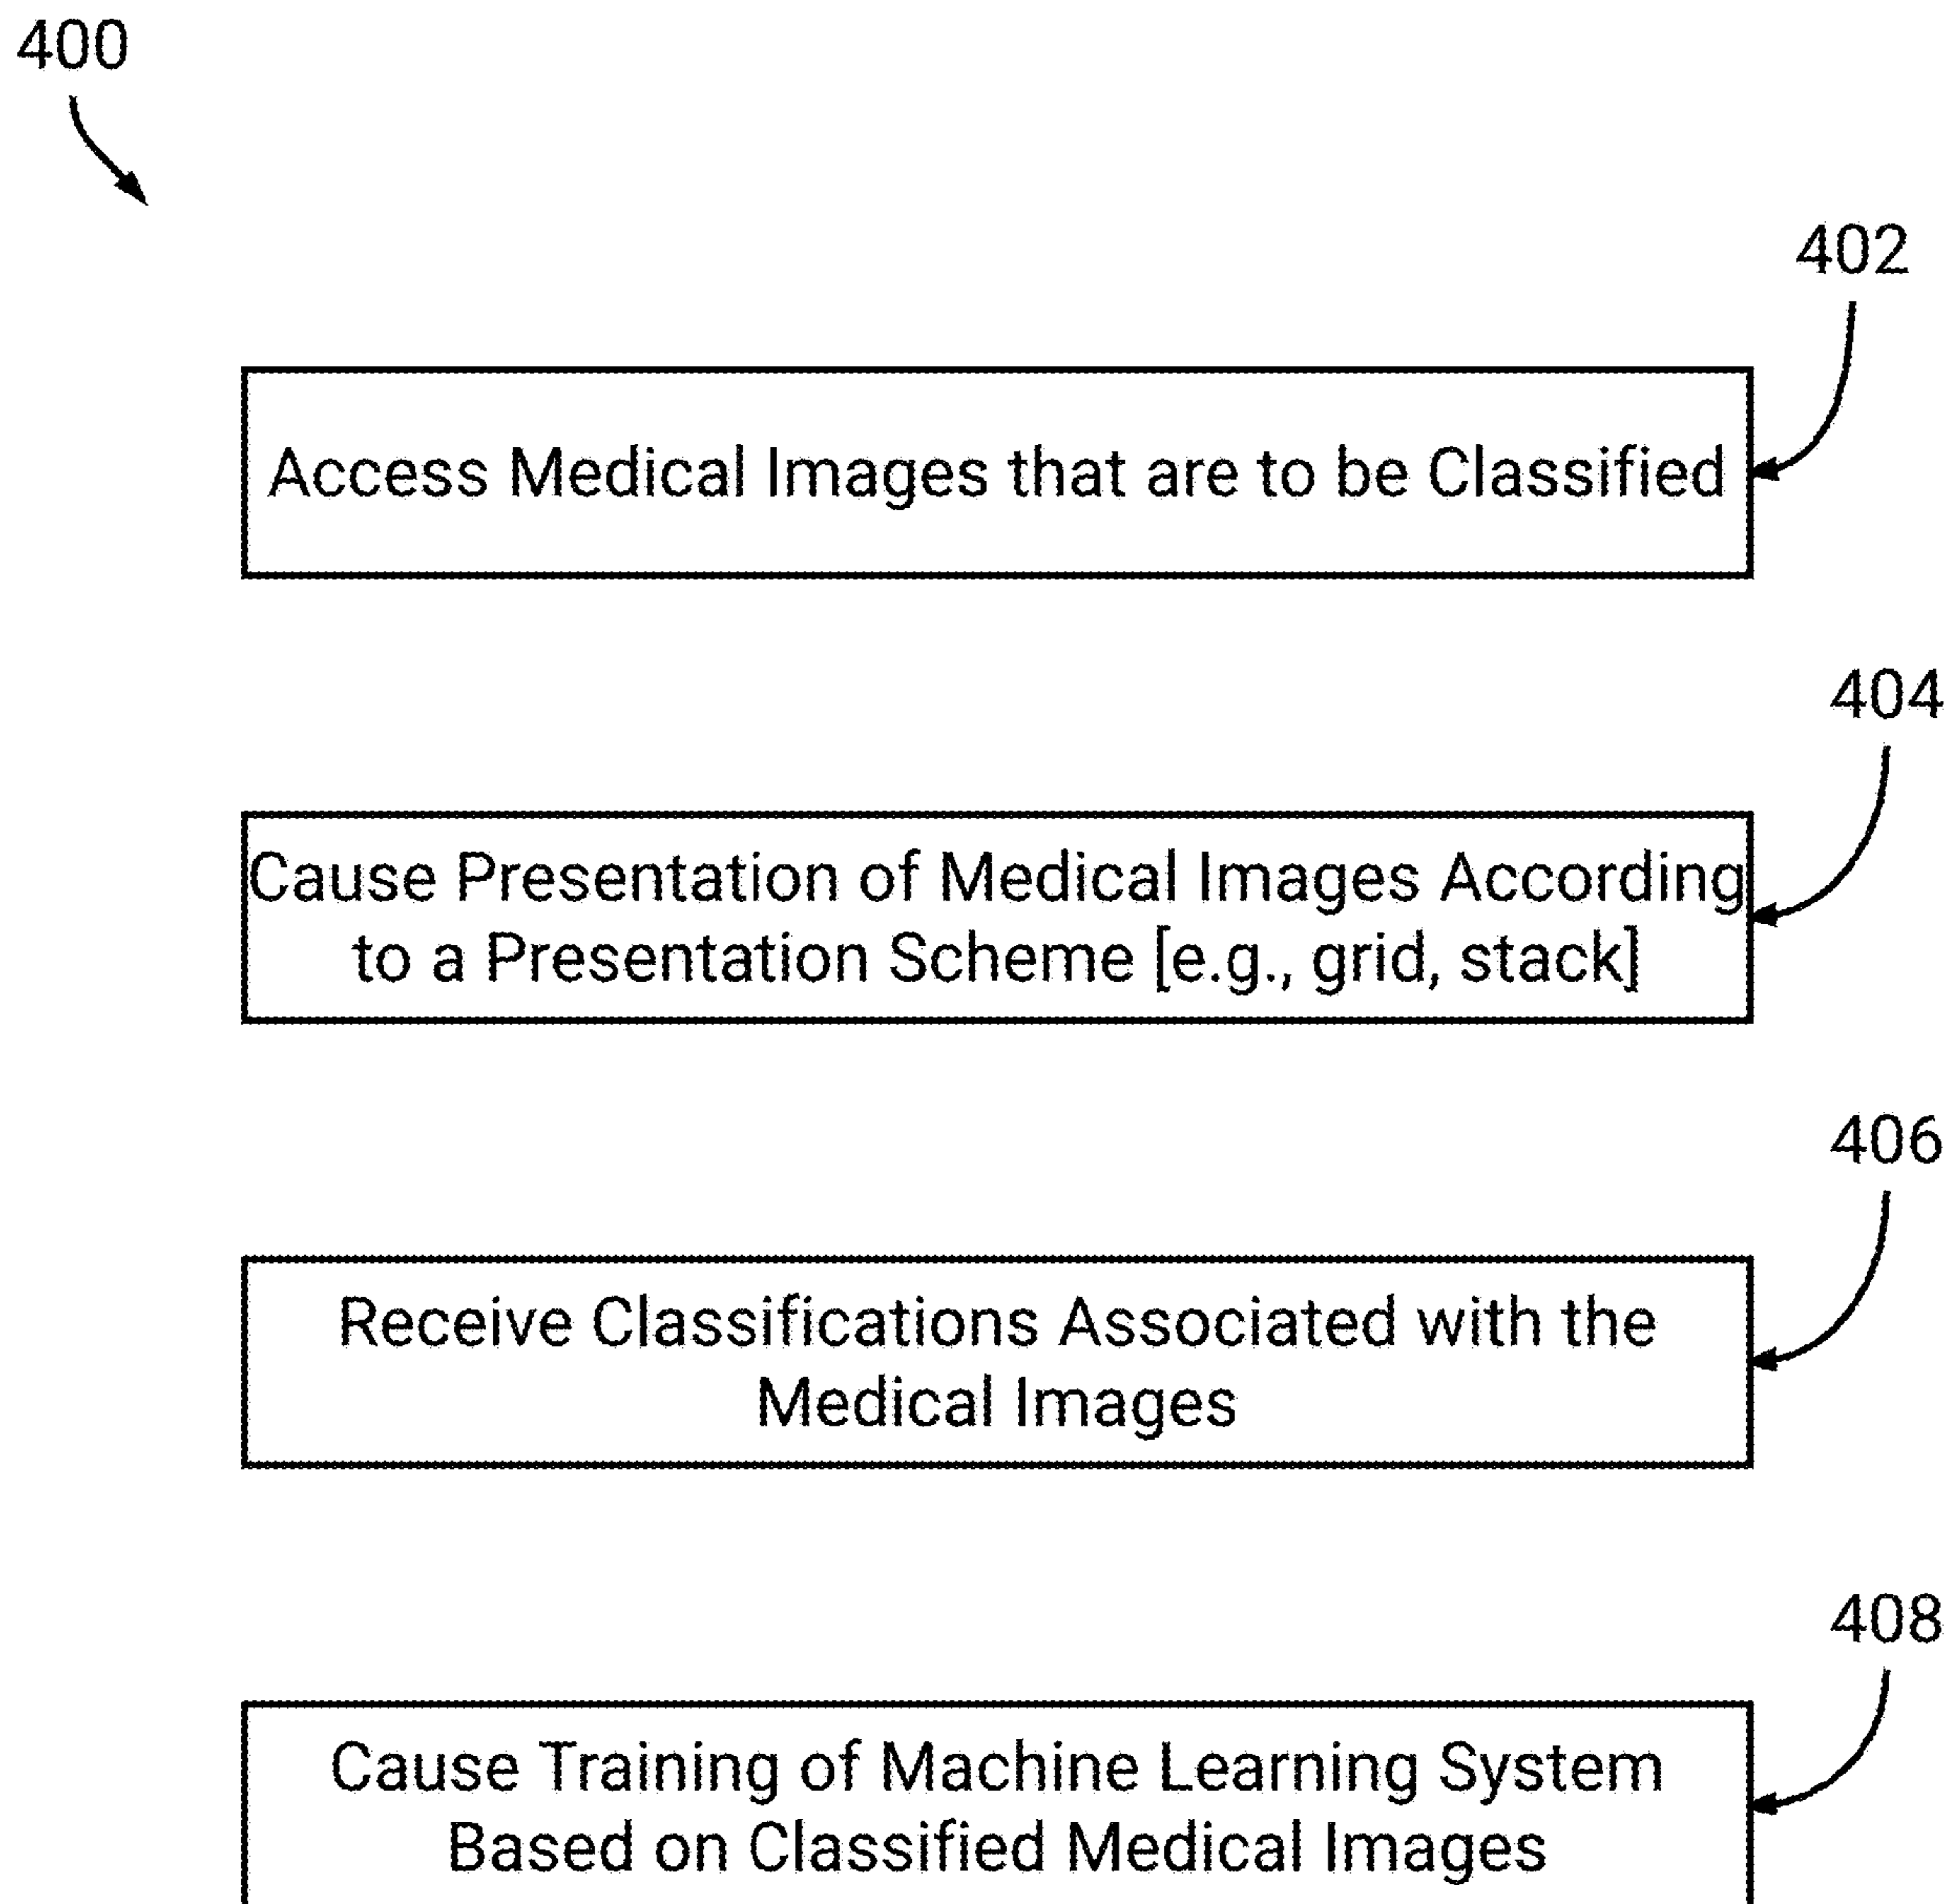 400
402
Access Medical Images that are to be Classified
404
Cause Presentation of Medical Images According
to a Presentation Scheme [e.g., grid, stack]
406
Receive Classifications Associated with the
Medical Images
408
Cause Training of Machine Learning System
Based on Classified Medical Images